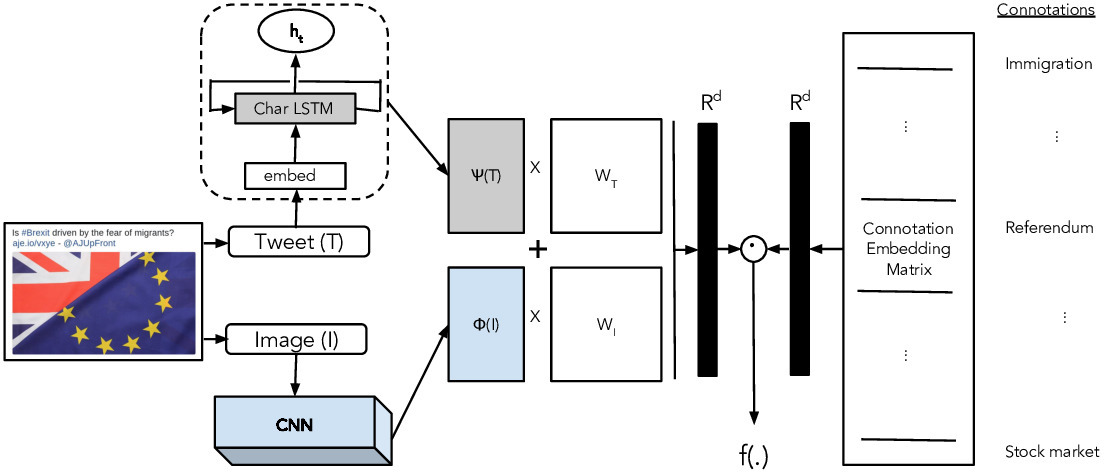 Connotations
h_t
Char LSTM
embed
Is #Brexit driven by the fear of migrants?
aje.io/vxye - @AJUpFront
Tweet (T)
Image (I)
CNN
Ψ(T)
X
W_T
+
Φ(I)
X
W_I
R^d
R^d
f(.)
Connotation
Embedding
Matrix
Immigration
⋮
Referendum
⋮
Stock market